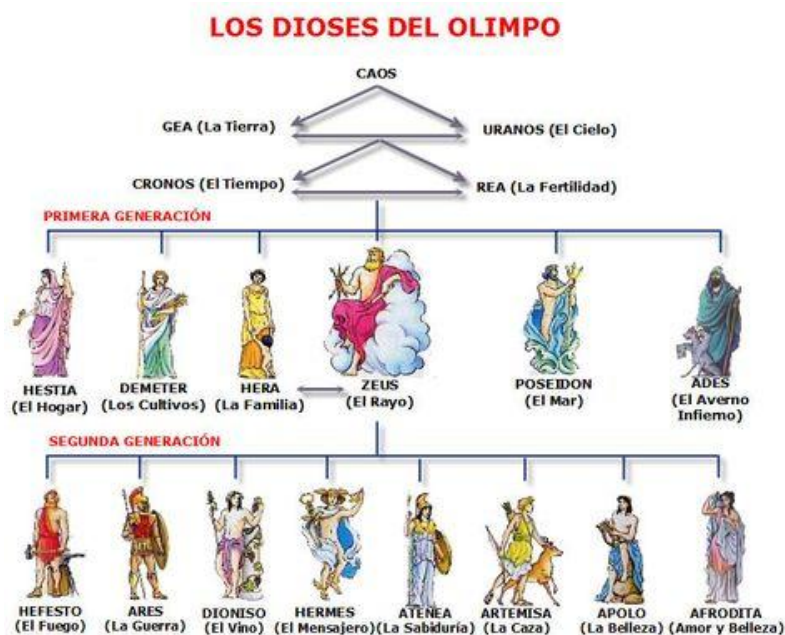 LOS DIOSES DEL OLIMPO
CAOS
GEA (La Tierra)
URANOS (El Cielo)
CRONOS (El Tiempo)
REA (La Fertilidad)
PRIMERA GENERACIÓN
HESTIA
(El Hogar)
DEMETER
(Los Cultivos)
HERA
(La Familia)
ZEUS
(El Rayo)
POSEIDON
(El Mar)
ADES
(El Averno
Infierno)
SEGUNDA GENERACIÓN
HEFESTO
(El Fuego)
ARES
(La Guerra)
DIONISO
(El Vino)
HERMES
(El Mensajero)
ATENEA
(La Sabiduría)
ARTEMISA
(La Caza)
APOLO
(La Belleza)
AFRODITA
(Amor y Belleza)